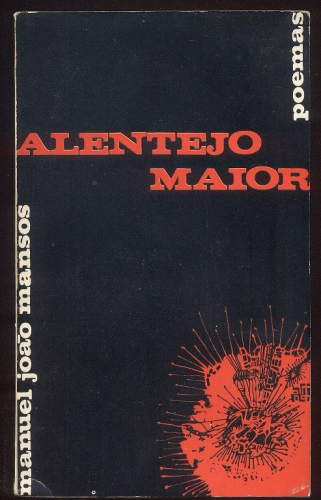 poemas
ALENTEJO
MAIOR
manuel joão mansos